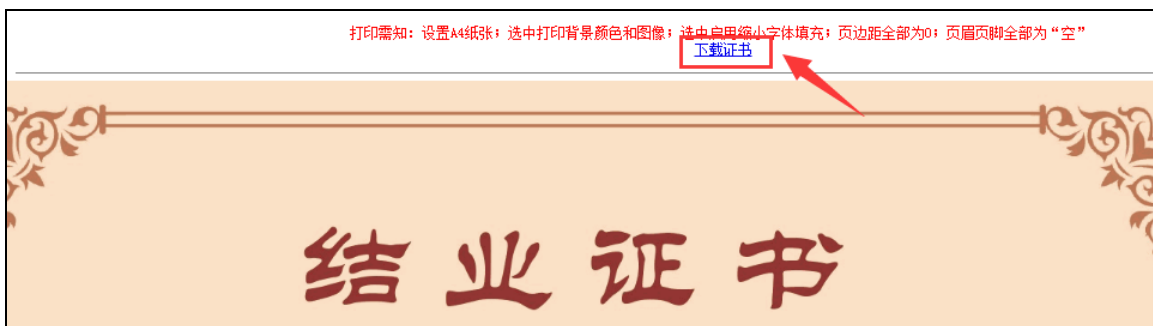 打印需知：设置A4纸张；选中打印背景颜色和图像；选中启用缩小字体填充；页边距全部为0；页眉页脚全部为“空”
下载证书
结业证书